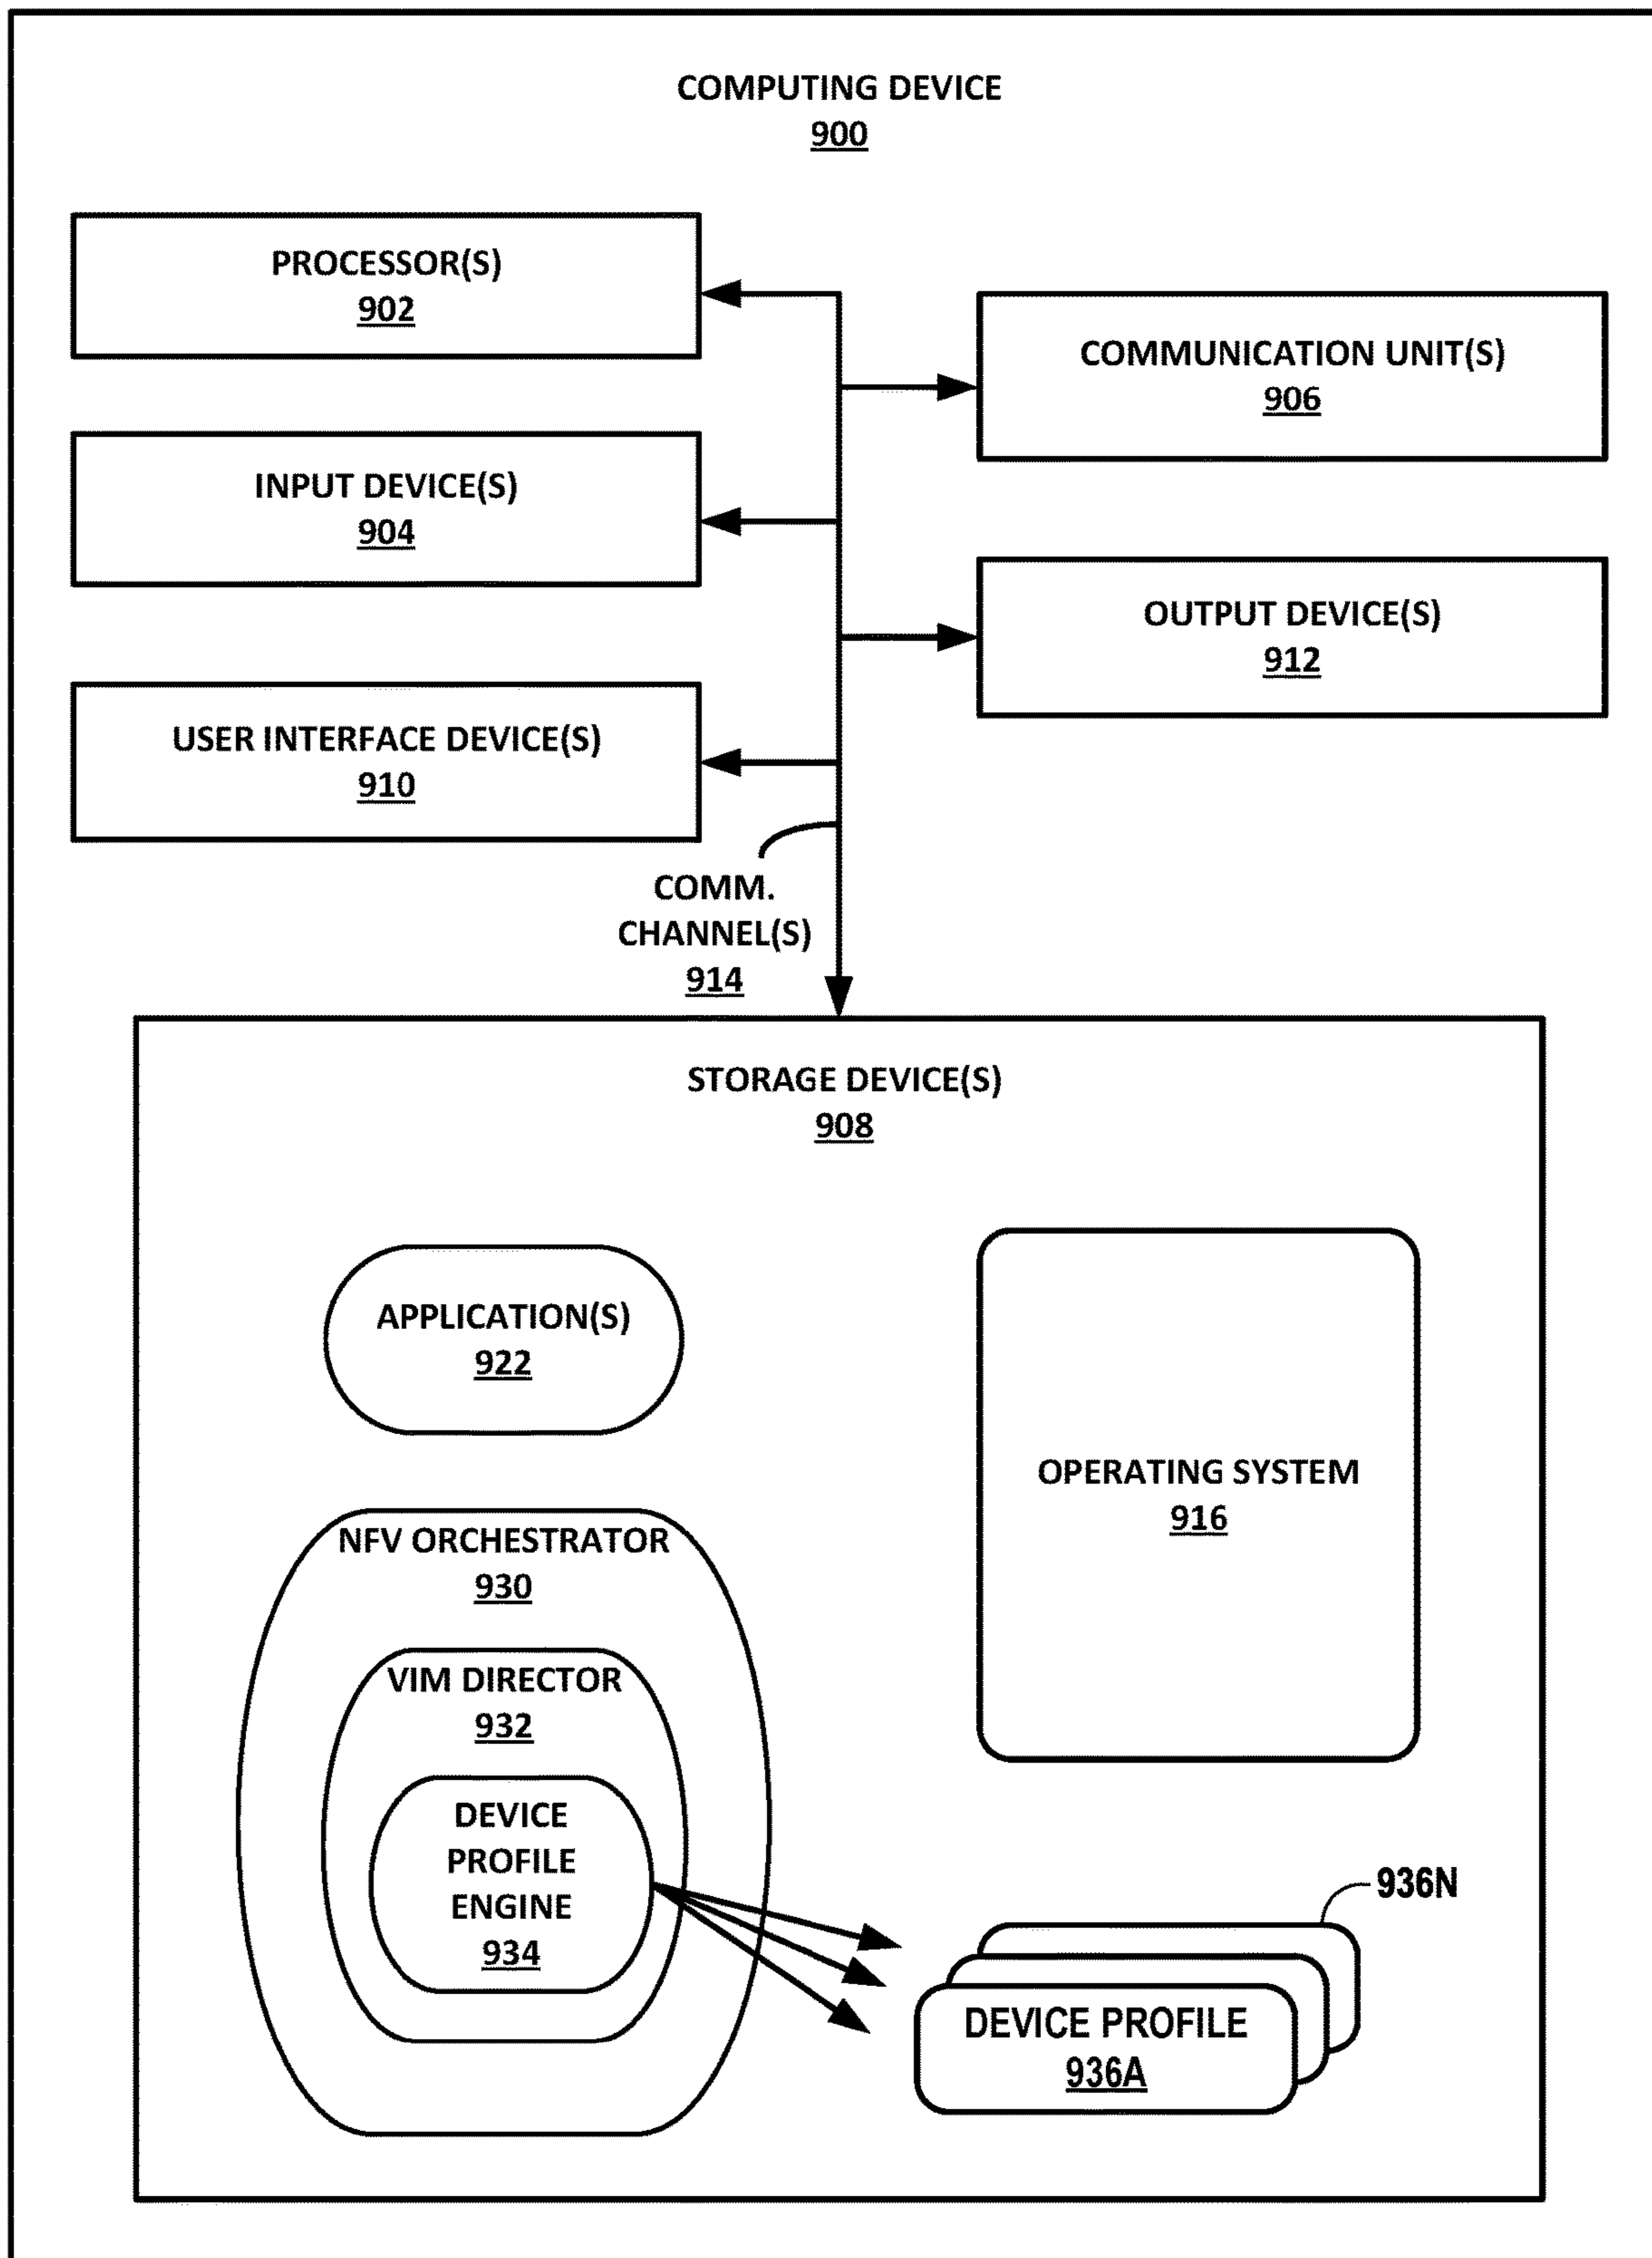 COMPUTING DEVICE
900
PROCESSOR(S)
902
COMMUNICATION UNIT(S)
906
INPUT DEVICE(S)
904
OUTPUT DEVICE(S)
912
USER INTERFACE DEVICE(S)
910
COMM.
CHANNEL(S)
914
STORAGE DEVICE(S)
908
APPLICATION(S)
922
OPERATING SYSTEM
916
NFV ORCHESTRATOR
930
VIM DIRECTOR
932
DEVICE
PROFILE
ENGINE
934
936N
DEVICE PROFILE
936A